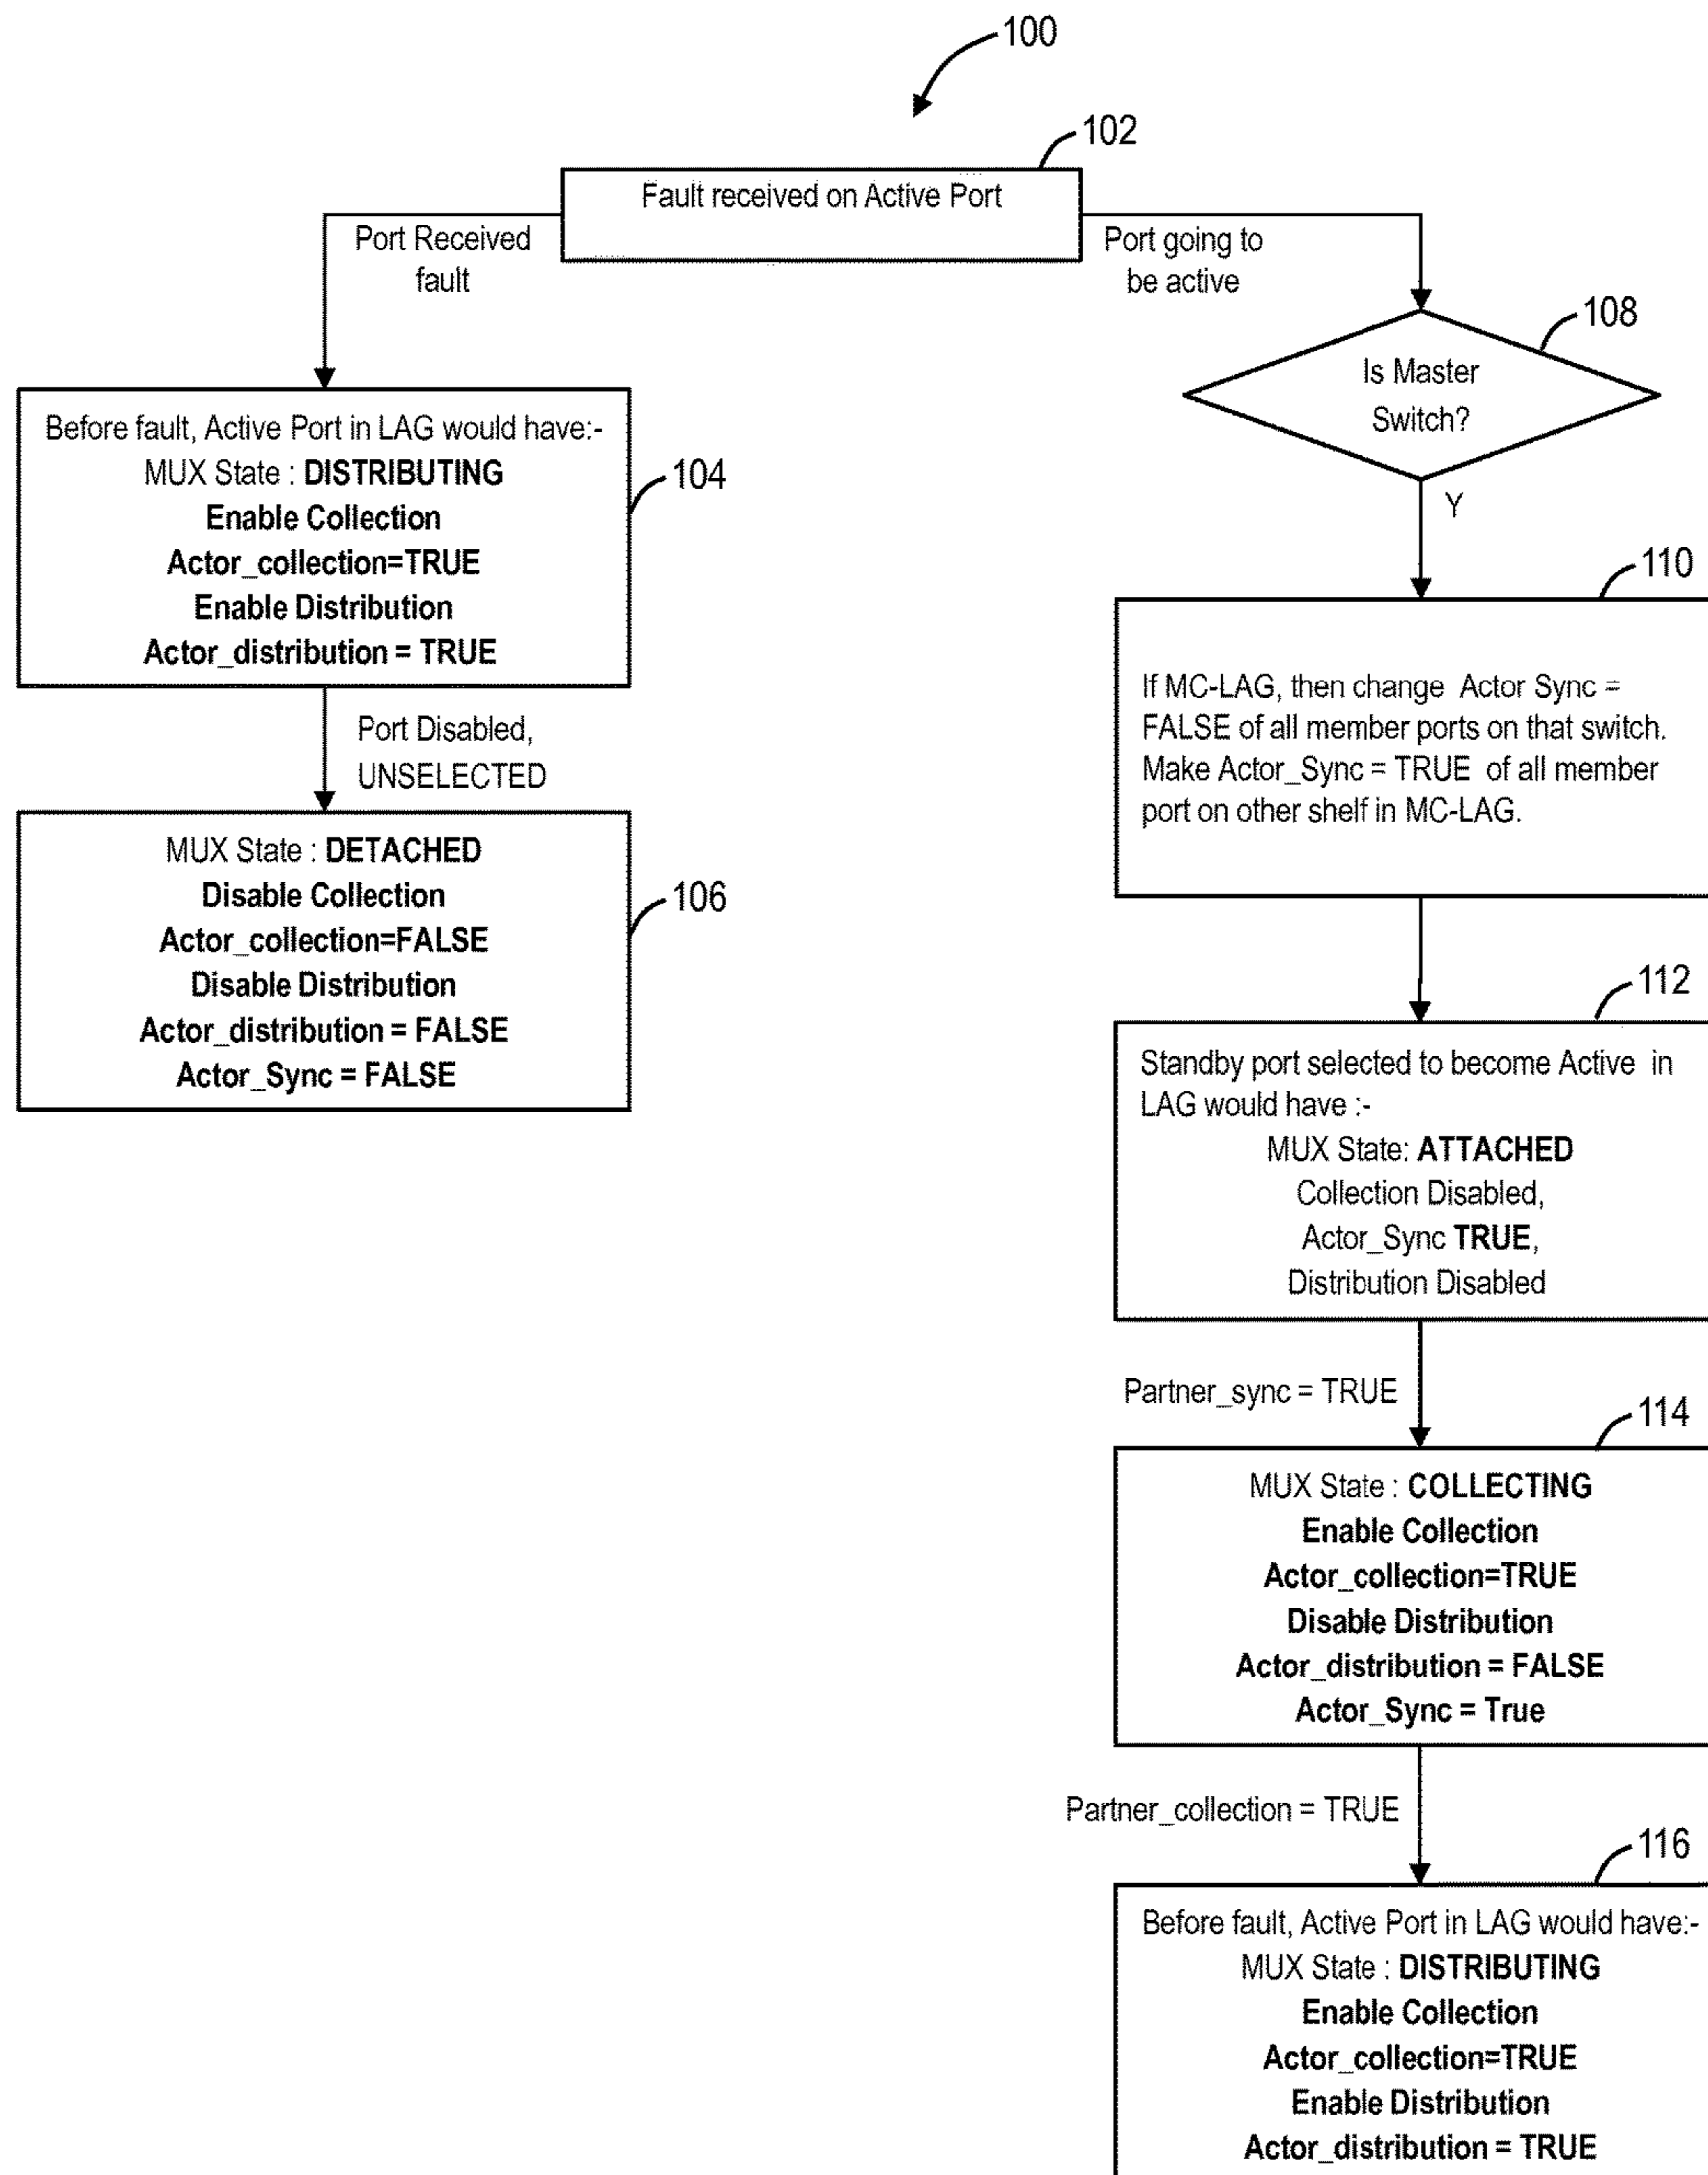 100
102
Fault received on Active Port
Port Received
fault
Port going to
be active
108
Is Master
Switch?
Y
Before fault, Active Port in LAG would have:-
MUX State : DISTRIBUTING
Enable Collection
Actor_collection=TRUE
Enable Distribution
Actor_distribution = TRUE
104
Port Disabled,
UNSELECTED
MUX State : DETACHED
Disable Collection
Actor_collection=FALSE
Disable Distribution
Actor_distribution = FALSE
Actor_Sync = FALSE
106
110
If MC-LAG, then change Actor Sync =
FALSE of all member ports on that switch.
Make Actor_Sync = TRUE of all member
port on other shelf in MC-LAG.
112
Standby port selected to become Active in
LAG would have :-
MUX State: ATTACHED
Collection Disabled,
Actor_Sync TRUE,
Distribution Disabled
Partner_sync = TRUE
114
MUX State : COLLECTING
Enable Collection
Actor_collection=TRUE
Disable Distribution
Actor_distribution = FALSE
Actor_Sync = True
Partner_collection = TRUE
116
Before fault, Active Port in LAG would have:-
MUX State : DISTRIBUTING
Enable Collection
Actor_collection=TRUE
Enable Distribution
Actor_distribution = TRUE